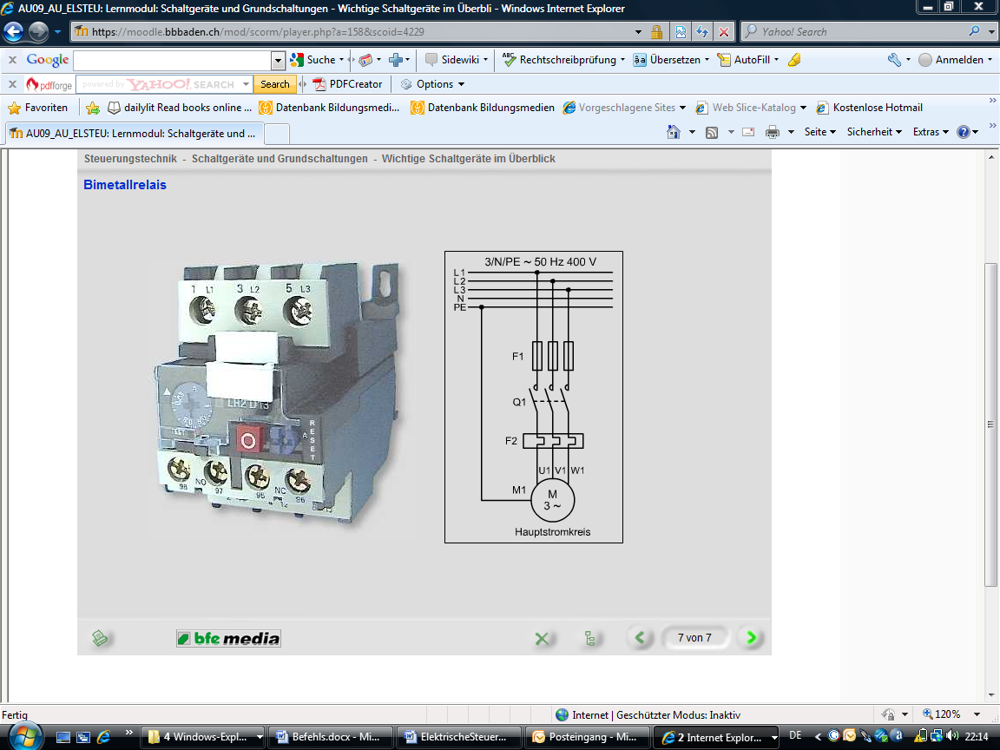 AU09_AU_ELSTEU: Lernmodul: Schaltgeräte und Grundschaltungen - Wichtige Schaltgeräte im Überbli - Windows Internet Explorer
https://moodle.bbbaden.ch/mod/scorm/player.php?a=158&scoid=4229
Yahoo! Search
x Google Suche Sidewiki ABC Rechtschreibprüfung äà Übersetzen AutoFill Anmelden
x pdfforge powered by YAHOO! SEARCH Search PDFCreator Options
Favoriten dailylit Read books online ... Datenbank Bildungsmedi... Datenbank Bildungsmedien Vorgeschlagene Sites Web Slice-Katalog Kostenlose Hotmail
AU09_AU_ELSTEU: Lernmodul: Schaltgeräte und ... Seite Sicherheit Extras
Steuerungstechnik - Schaltgeräte und Grundschaltungen - Wichtige Schaltgeräte im Überblick
Bimetallrelais
1 L1 3 L2 5 L3
LR2 D13
TEST
O
A
RESET
98 NO 97 95 NC 96
3/N/PE ~ 50 Hz 400 V
L1
L2
L3
N
PE
F1
Q1
F2
U1 V1 W1
M1
M
3 ~
Hauptstromkreis
bfe media
7 von 7
Fertig Internet | Geschützter Modus: Inaktiv 120%
4 Windows-Expl... Befehls.docx - Mi... ElektrischeSteuer... Posteingang - Mi... 2 Internet Explor... DE 22:14